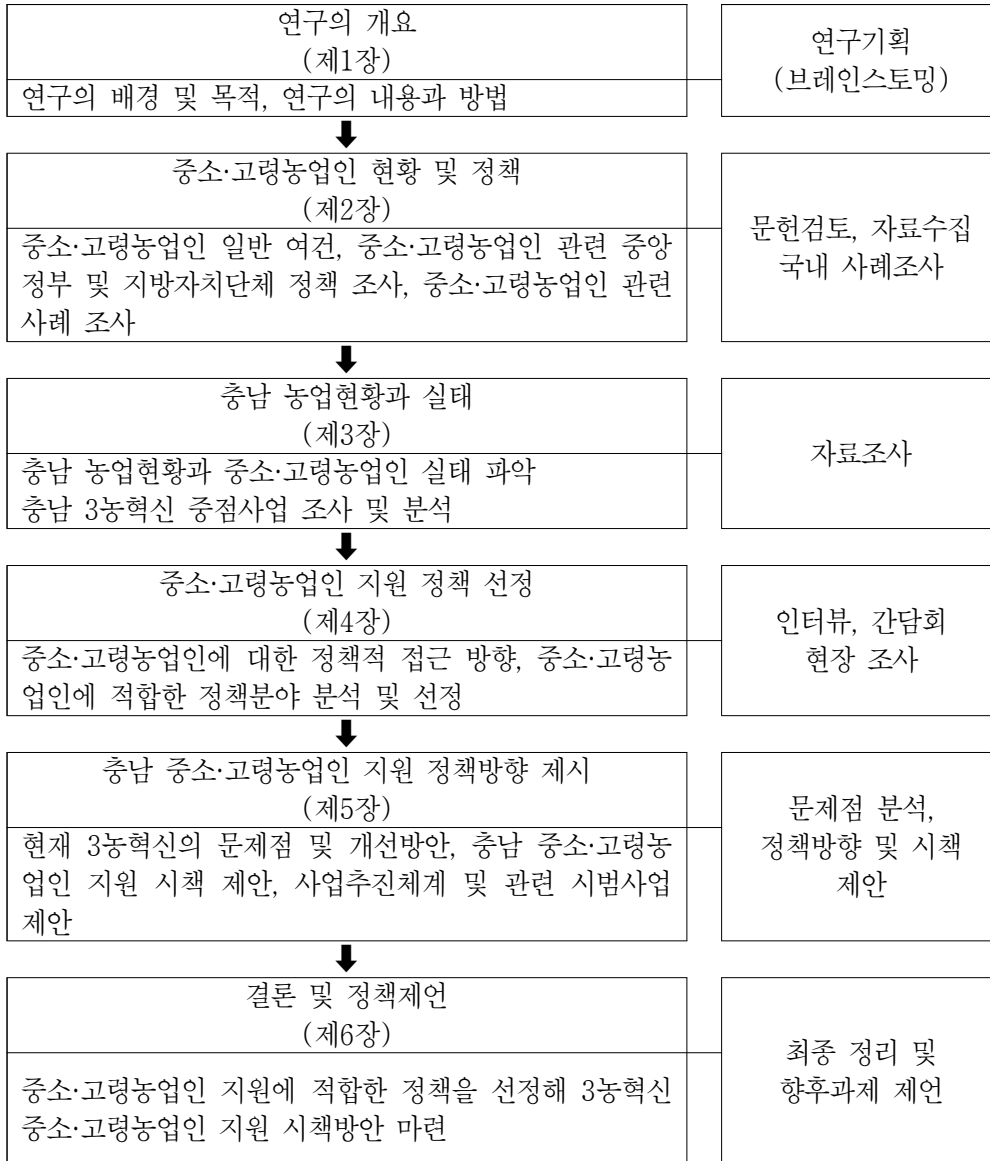 연구의 개요
(제1장)
연구의 배경 및 목적, 연구의 내용과 방법
연구기획
(브레인스토밍)
중소·고령농업인 현황 및 정책
(제2장)
중소·고령농업인 일반 여건, 중소·고령농업인 관련 중앙
정부 및 지방자치단체 정책 조사, 중소·고령농업인 관련
사례 조사
문헌검토, 자료수집
국내 사례조사
충남 농업현황과 실태
(제3장)
충남 농업현황과 중소·고령농업인 실태 파악
충남 3농혁신 중점사업 조사 및 분석
자료조사
중소·고령농업인 지원 정책 선정
(제4장)
중소·고령농업인에 대한 정책적 접근 방향, 중소·고령농
업인에 적합한 정책분야 분석 및 선정
인터뷰, 간담회
현장 조사
충남 중소·고령농업인 지원 정책방향 제시
(제5장)
현재 3농혁신의 문제점 및 개선방안, 충남 중소·고령농
업인 지원 시책 제안, 사업추진체계 및 관련 시범사업
제안
문제점 분석,
정책방향 및 시책
제안
결론 및 정책제언
(제6장)
중소·고령농업인 지원에 적합한 정책을 선정해 3농혁신
중소·고령농업인 지원 시책방안 마련
최종 정리 및
향후과제 제언